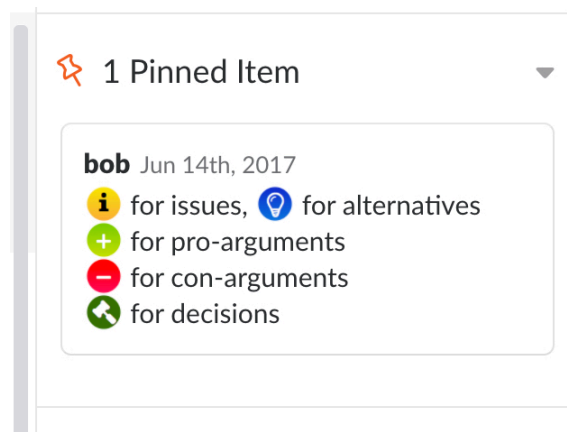 1 Pinned Item
bob Jun 14th, 2017
i for issues, for alternatives
+ for pro-arguments
− for con-arguments
for decisions